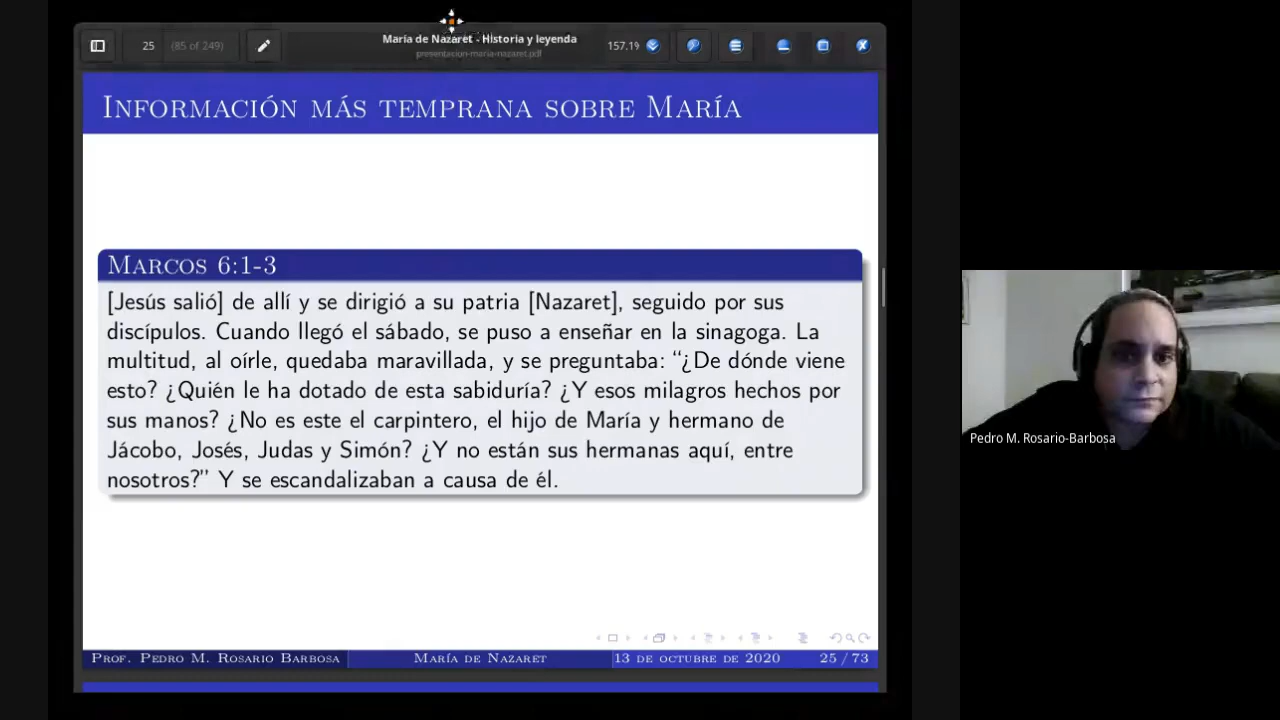 25 (85 of 249) María de Nazaret - Historia y leyenda 157.19
presentacion-maria-nazaret.pdf
Información más temprana sobre María
Marcos 6:1-3
[Jesús salió] de allí y se dirigió a su patria [Nazaret], seguido por sus
discípulos. Cuando llegó el sábado, se puso a enseñar en la sinagoga. La
multitud, al oírle, quedaba maravillada, y se preguntaba: “¿De dónde viene
esto? ¿Quién le ha dotado de esta sabiduría? ¿Y esos milagros hechos por
sus manos? ¿No es este el carpintero, el hijo de María y hermano de
Jácobo, Josés, Judas y Simón? ¿Y no están sus hermanas aquí, entre
nosotros?” Y se escandalizaban a causa de él.
Prof. Pedro M. Rosario Barbosa María de Nazaret 13 de octubre de 2020 25 / 73
Pedro M. Rosario-Barbosa